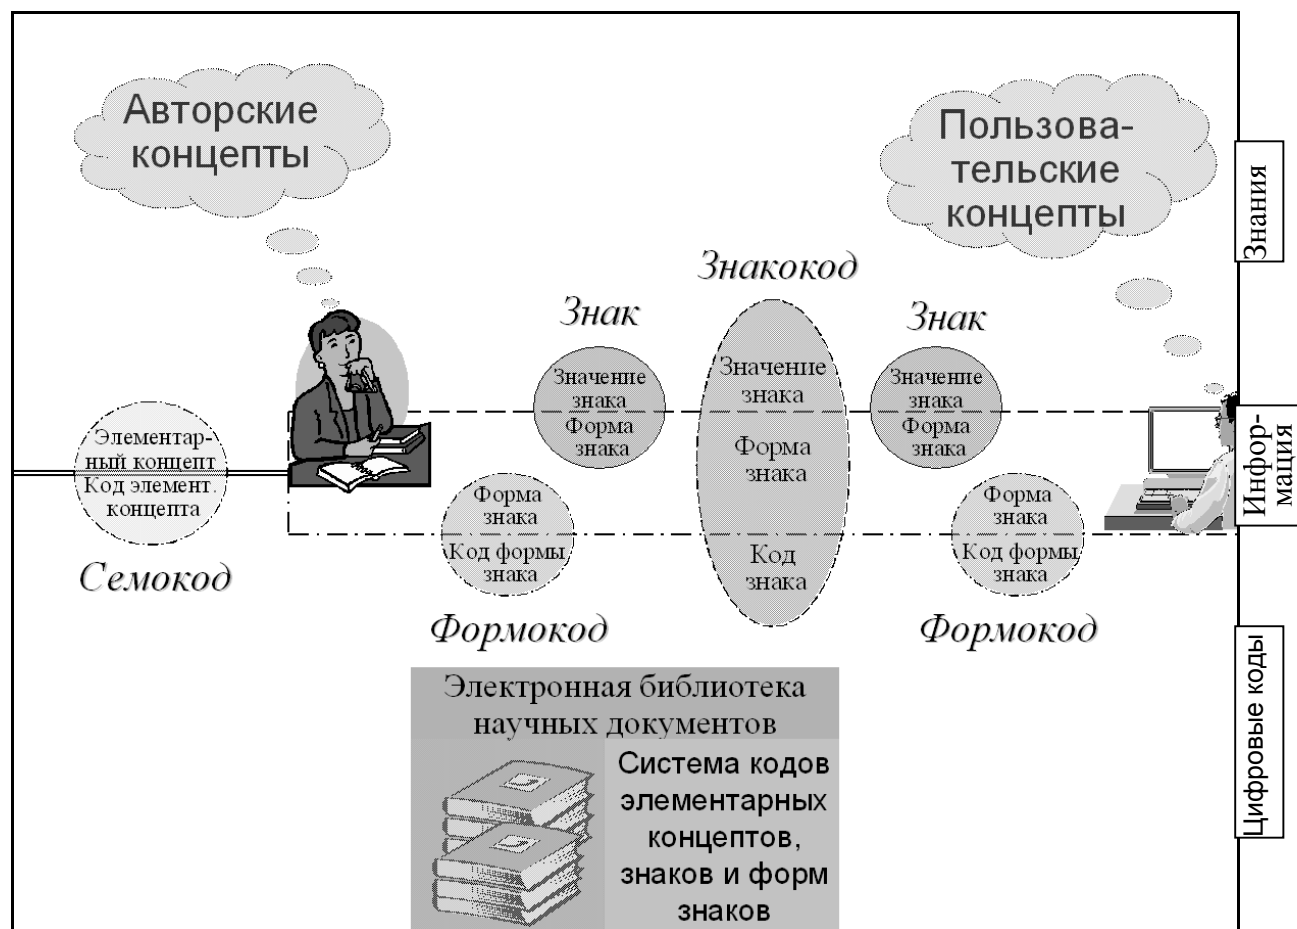 Авторские
концепты
Пользова-
тельские
концепты
Знания
Знакокод
Знак
Знак
Значение
знака
Форма
знака
Значение
знака
Форма
знака
Код
знака
Значение
знака
Форма
знака
Элементар-
ный концепт
Код элемент.
концепта
Семокод
Форма
знака
Код формы
знака
Формокод
Форма
знака
Код формы
знака
Формокод
Инфор-
мация
Цифровые коды
Электронная библиотека
научных документов
Система кодов
элементарных
концептов,
знаков и форм
знаков